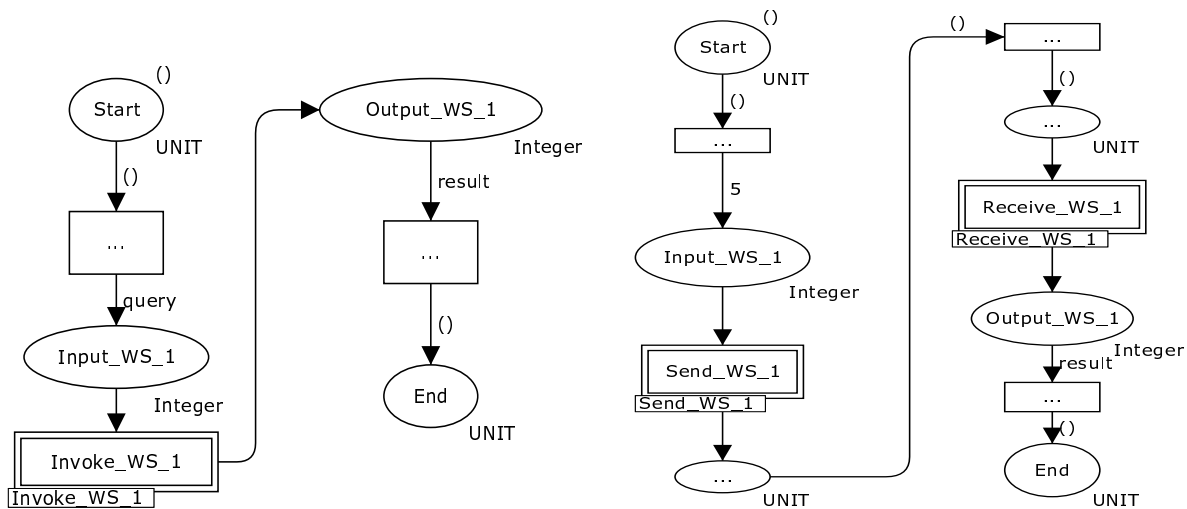 ()
Start
UNIT
()
...
query
Input_WS_1
Integer
Invoke_WS_1
Invoke_WS_1
Output_WS_1
Integer
result
...
()
End
UNIT
()
Start
UNIT
()
...
5
Input_WS_1
Integer
Send_WS_1
Send_WS_1
...
UNIT
()
...
()
...
UNIT
Receive_WS_1
Receive_WS_1
Output_WS_1
Integer
result
...
()
End
UNIT